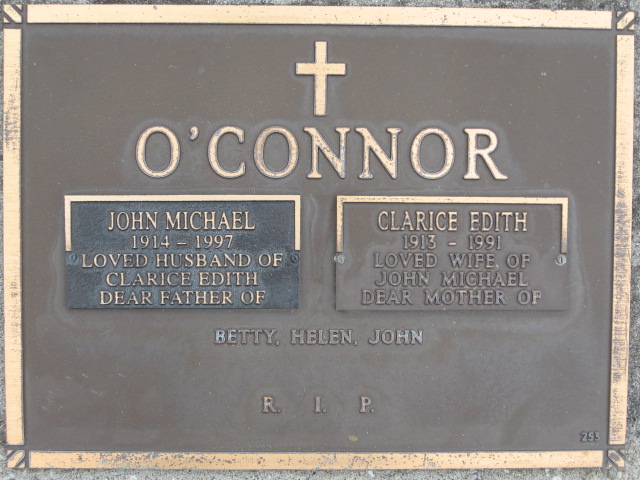 O'CONNOR
JOHN MICHAEL
1914 - 1997
LOVED HUSBAND OF
CLARICE EDITH
DEAR FATHER OF
CLARICE EDITH
1913 - 1991
LOVED WIFE OF
JOHN MICHAEL
DEAR MOTHER OF
BETTY, HELEN, JOHN
R. I. P.
253